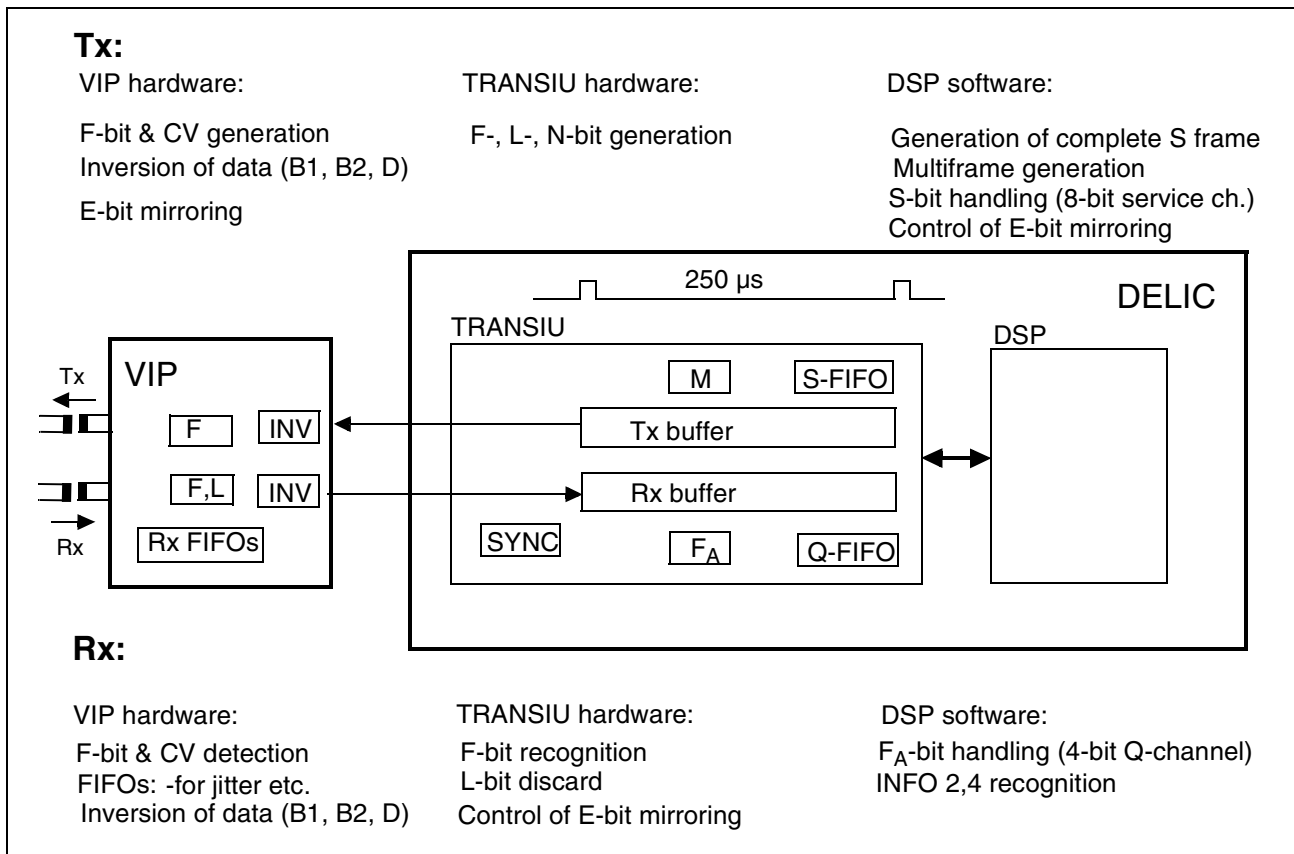 Tx:
VIP hardware: TRANSIU hardware: DSP software:
F-bit & CV generation F-, L-, N-bit generation Generation of complete S frame
Inversion of data (B1, B2, D) Multiframe generation
E-bit mirroring S-bit handling (8-bit service ch.)
Control of E-bit mirroring
250 µs
DELIC
TRANSIU
DSP
VIP
Tx
M S-FIFO
F INV Tx buffer
F,L INV Rx buffer
Rx
Rx FIFOs
SYNC FA Q-FIFO
Rx:
VIP hardware: TRANSIU hardware: DSP software:
F-bit & CV detection F-bit recognition FA-bit handling (4-bit Q-channel)
FIFOs: -for jitter etc. L-bit discard INFO 2,4 recognition
Inversion of data (B1, B2, D) Control of E-bit mirroring